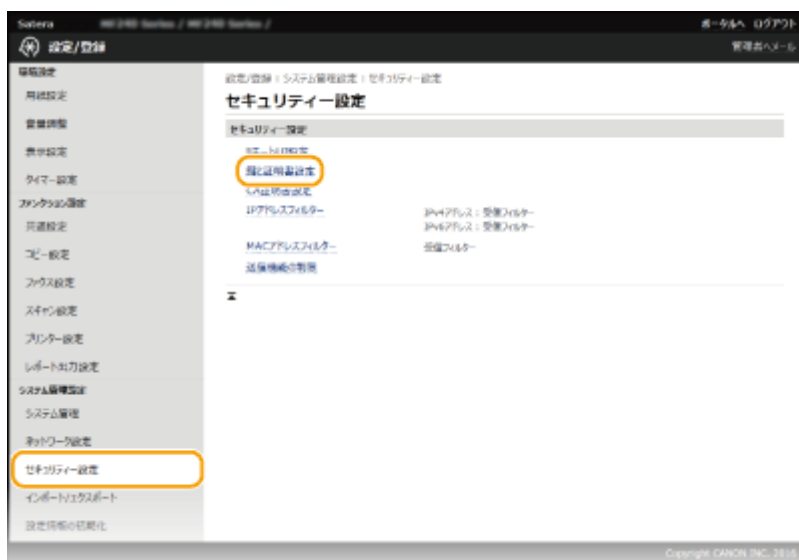 Satera
ポータルへ ログアウト
設定/登録
管理者へメール
環境設定
用紙設定
音量調整
表示設定
タイマー設定
ファンクション設定
共通設定
コピー設定
ファクス設定
スキャン設定
プリンター設定
レポート出力設定
システム管理設定
システム管理
ネットワーク設定
セキュリティー設定
インポート/エクスポート
設定情報の初期化
設定/登録 : システム管理設定 : セキュリティー設定
セキュリティー設定
セキュリティー設定
鍵と証明書設定
CA証明書設定
IPアドレスフィルター
IPv4アドレス : 受信フィルター
IPv6アドレス : 受信フィルター
MACアドレスフィルター
受信フィルター
送信機能の制限
Copyright CANON INC. 2016